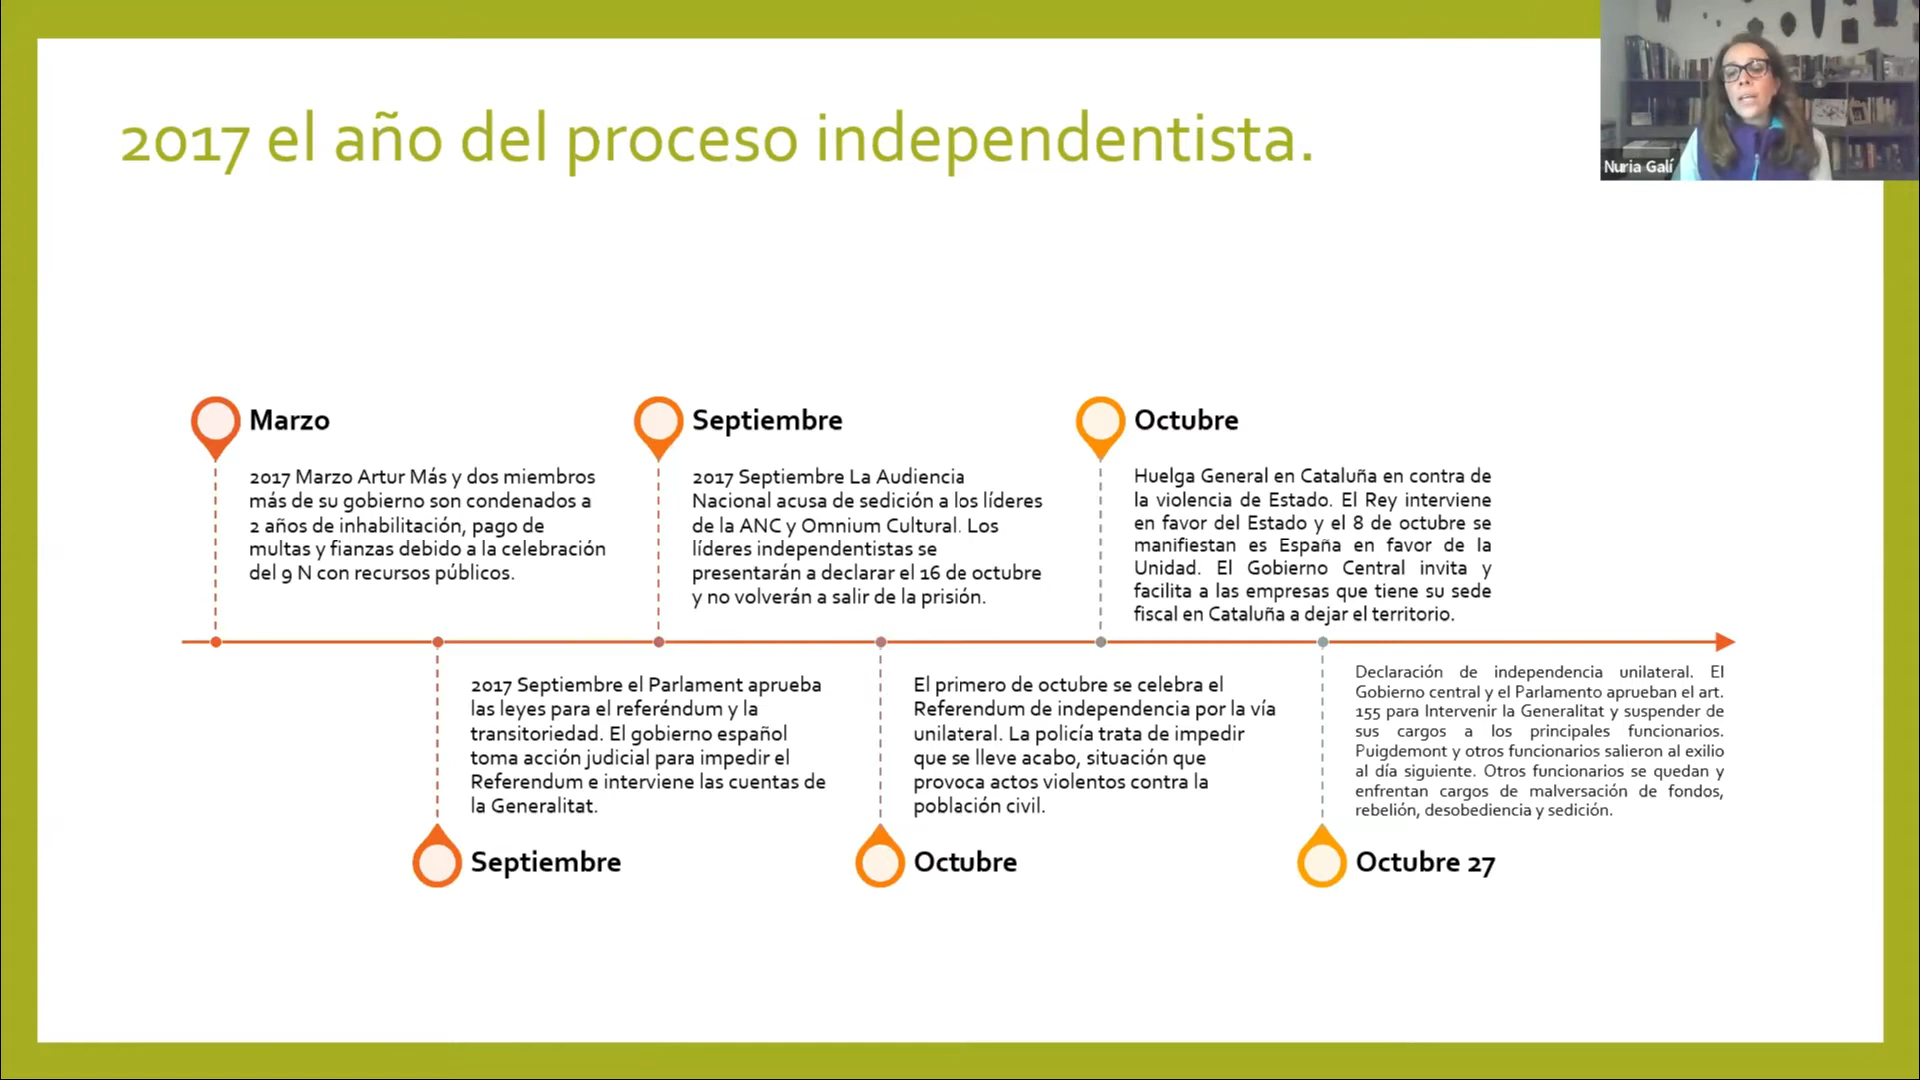 2017 el año del proceso independentista.
Nuria Galí
Marzo
2017 Marzo Artur Más y dos miembros
más de su gobierno son condenados a
2 años de inhabilitación, pago de
multas y fianzas debido a la celebración
del 9 N con recursos públicos.
2017 Septiembre el Parlament aprueba
las leyes para el referéndum y la
transitoriedad. El gobierno español
toma acción judicial para impedir el
Referendum e interviene las cuentas de
la Generalitat.
Septiembre
Septiembre
2017 Septiembre La Audiencia
Nacional acusa de sedición a los líderes
de la ANC y Omnium Cultural. Los
líderes independentistas se
presentarán a declarar el 16 de octubre
y no volverán a salir de la prisión.
El primero de octubre se celebra el
Referendum de independencia por la vía
unilateral. La policía trata de impedir
que se lleve acabo, situación que
provoca actos violentos contra la
población civil.
Octubre
Octubre
Huelga General en Cataluña en contra de
la violencia de Estado. El Rey interviene
en favor del Estado y el 8 de octubre se
manifiestan es España en favor de la
Unidad. El Gobierno Central invita y
facilita a las empresas que tiene su sede
fiscal en Cataluña a dejar el territorio.
Declaración de independencia unilateral. El
Gobierno central y el Parlamento aprueban el art.
155 para Intervenir la Generalitat y suspender de
sus cargos a los principales funcionarios.
Puigdemont y otros funcionarios salieron al exilio
al día siguiente. Otros funcionarios se quedan y
enfrentan cargos de malversación de fondos,
rebelión, desobediencia y sedición.
Octubre 27